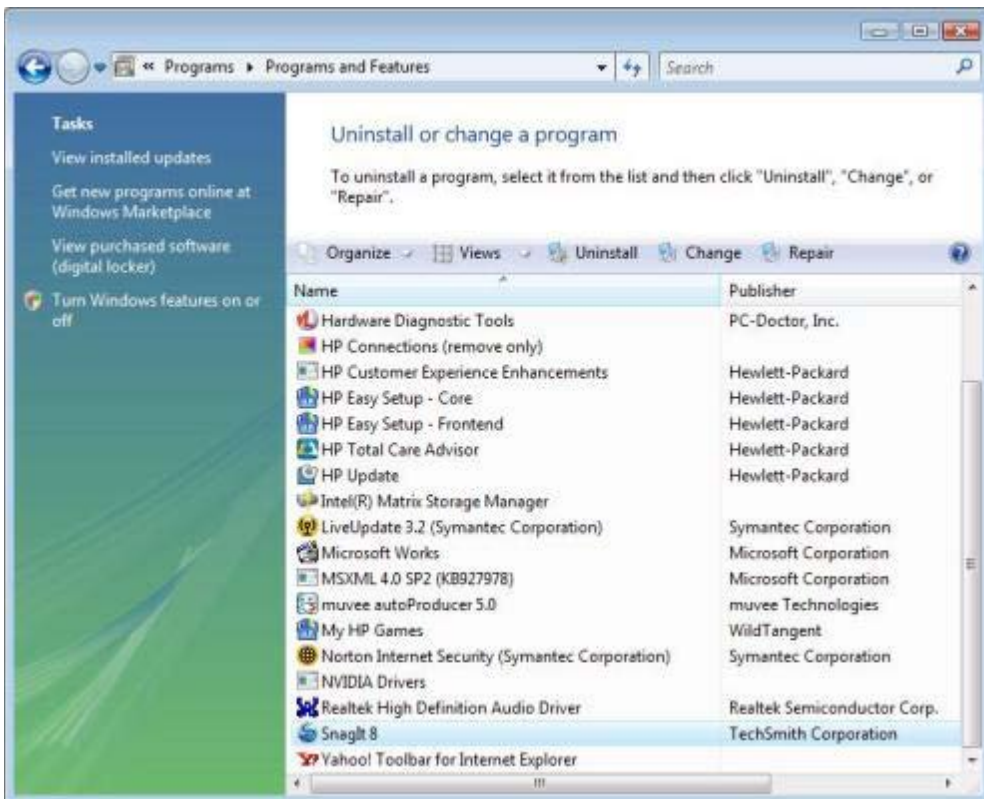 « Programs ▸ Programs and Features
Search
Tasks
View installed updates
Get new programs online at
Windows Marketplace
View purchased software
(digital locker)
Turn Windows features on or
off
Uninstall or change a program
To uninstall a program, select it from the list and then click "Uninstall", "Change", or
"Repair".
Organize Views Uninstall Change Repair
Name Publisher
Hardware Diagnostic Tools PC-Doctor, Inc.
HP Connections (remove only)
HP Customer Experience Enhancements Hewlett-Packard
HP Easy Setup - Core Hewlett-Packard
HP Easy Setup - Frontend Hewlett-Packard
HP Total Care Advisor Hewlett-Packard
HP Update Hewlett-Packard
Intel(R) Matrix Storage Manager
LiveUpdate 3.2 (Symantec Corporation) Symantec Corporation
Microsoft Works Microsoft Corporation
MSXML 4.0 SP2 (KB927978) Microsoft Corporation
muvee autoProducer 5.0 muvee Technologies
My HP Games WildTangent
Norton Internet Security (Symantec Corporation) Symantec Corporation
NVIDIA Drivers
Realtek High Definition Audio Driver Realtek Semiconductor Corp.
SnagIt 8 TechSmith Corporation
Yahoo! Toolbar for Internet Explorer